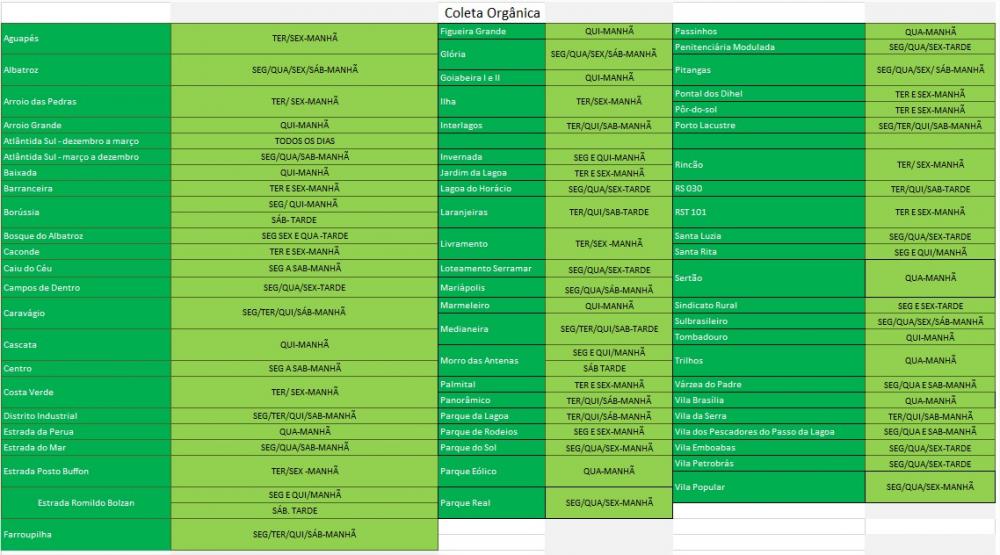 Coleta Orgânica
Aguapés TER/SEX-MANHÃ
Albatroz SEG/QUA/SEX/SÁB-MANHÃ
Arroio das Pedras TER/ SEX-MANHÃ
Arroio Grande QUI-MANHÃ
Atlântida Sul - dezembro a março TODOS OS DIAS
Atlântida Sul - março a dezembro SEG/QUA/SAB-MANHÃ
Baixada QUI-MANHÃ
Barranceira TER E SEX-MANHÃ
Borússia SEG/ QUI-MANHÃ
SÁB- TARDE
Bosque do Albatroz SEG SEX E QUA -TARDE
Caconde TER E SEX-MANHÃ
Caiu do Céu SEG A SAB-MANHÃ
Campos de Dentro SEG/QUA/SEX-TARDE
Caravágio SEG/TER/QUI/SÁB-MANHÃ
Cascata QUI-MANHÃ
Centro SEG A SAB-MANHÃ
Costa Verde TER/ SEX-MANHÃ
Distrito Industrial SEG/TER/QUI/SAB-MANHÃ
Estrada da Perua QUA-MANHÃ
Estrada do Mar SEG/QUA/SAB-MANHÃ
Estrada Posto Buffon TER/SEX -MANHÃ
Estrada Romildo Bolzan SEG E QUI/MANHÃ
SÁB. TARDE
Farroupilha SEG/TER/QUI/SÁB-MANHÃ
Figueira Grande QUI-MANHÃ
Glória SEG/QUA/SEX/SÁB-MANHÃ
Goiabeira I e II QUI-MANHÃ
Ilha TER/SEX-MANHÃ
Interlagos TER/QUI/SAB-MANHÃ
Invernada SEG E QUI-MANHÃ
Jardim da Lagoa TER E SEX-MANHÃ
Lagoa do Horácio SEG/QUA/SEX-TARDE
Laranjeiras TER/QUI/SAB-TARDE
Livramento TER/SEX -MANHÃ
Loteamento Serramar SEG/QUA/SEX-TARDE
Mariápolis SEG/QUA/SÁB-MANHÃ
Marmeleiro QUI-MANHÃ
Medianeira SEG/TER/QUI/SAB-TARDE
Morro das Antenas SEG E QUI/MANHÃ
SÁB TARDE
Palmital TER E SEX-MANHÃ
Panorâmico TER/QUI/SÁB-MANHÃ
Parque da Lagoa TER/QUI/SÁB-MANHÃ
Parque de Rodeios SEG E SEX-MANHÃ
Parque do Sol SEG/QUA/SEX-MANHÃ
Parque Eólico QUA-MANHÃ
Parque Real SEG/QUA/SEX-MANHÃ
Passinhos QUA-MANHÃ
Penitenciária Modulada SEG/QUA/SEX-TARDE
Pitangas SEG/QUA/SEX/ SÁB-MANHÃ
Pontal dos Dihel TER E SEX-MANHÃ
Pôr-do-sol TER E SEX-MANHÃ
Porto Lacustre SEG/TER/QUI/SAB-MANHÃ
Rincão TER/ SEX-MANHÃ
RS 030 TER/QUI/SAB-TARDE
RST 101 TER E SEX-MANHÃ
Santa Luzia SEG/QUA/SEX-TARDE
Santa Rita SEG E QUI/MANHÃ
Sertão QUA-MANHÃ
Sindicato Rural SEG E SEX-TARDE
Sulbrasileiro SEG/QUA/SEX/SÁB-MANHÃ
Tombadouro QUI-MANHÃ
Trilhos QUA-MANHÃ
Várzea do Padre SEG/QUA E SAB-MANHÃ
Vila Brasília QUA-MANHÃ
Vila da Serra TER/QUI/SAB-MANHÃ
Vila dos Pescadores do Passo da Lagoa SEG/QUA E SAB-MANHÃ
Vila Emboabas SEG/QUA/SEX-TARDE
Vila Petrobrás SEG/QUA/SEX-TARDE
Vila Popular SEG/QUA/SEX-MANHÃ